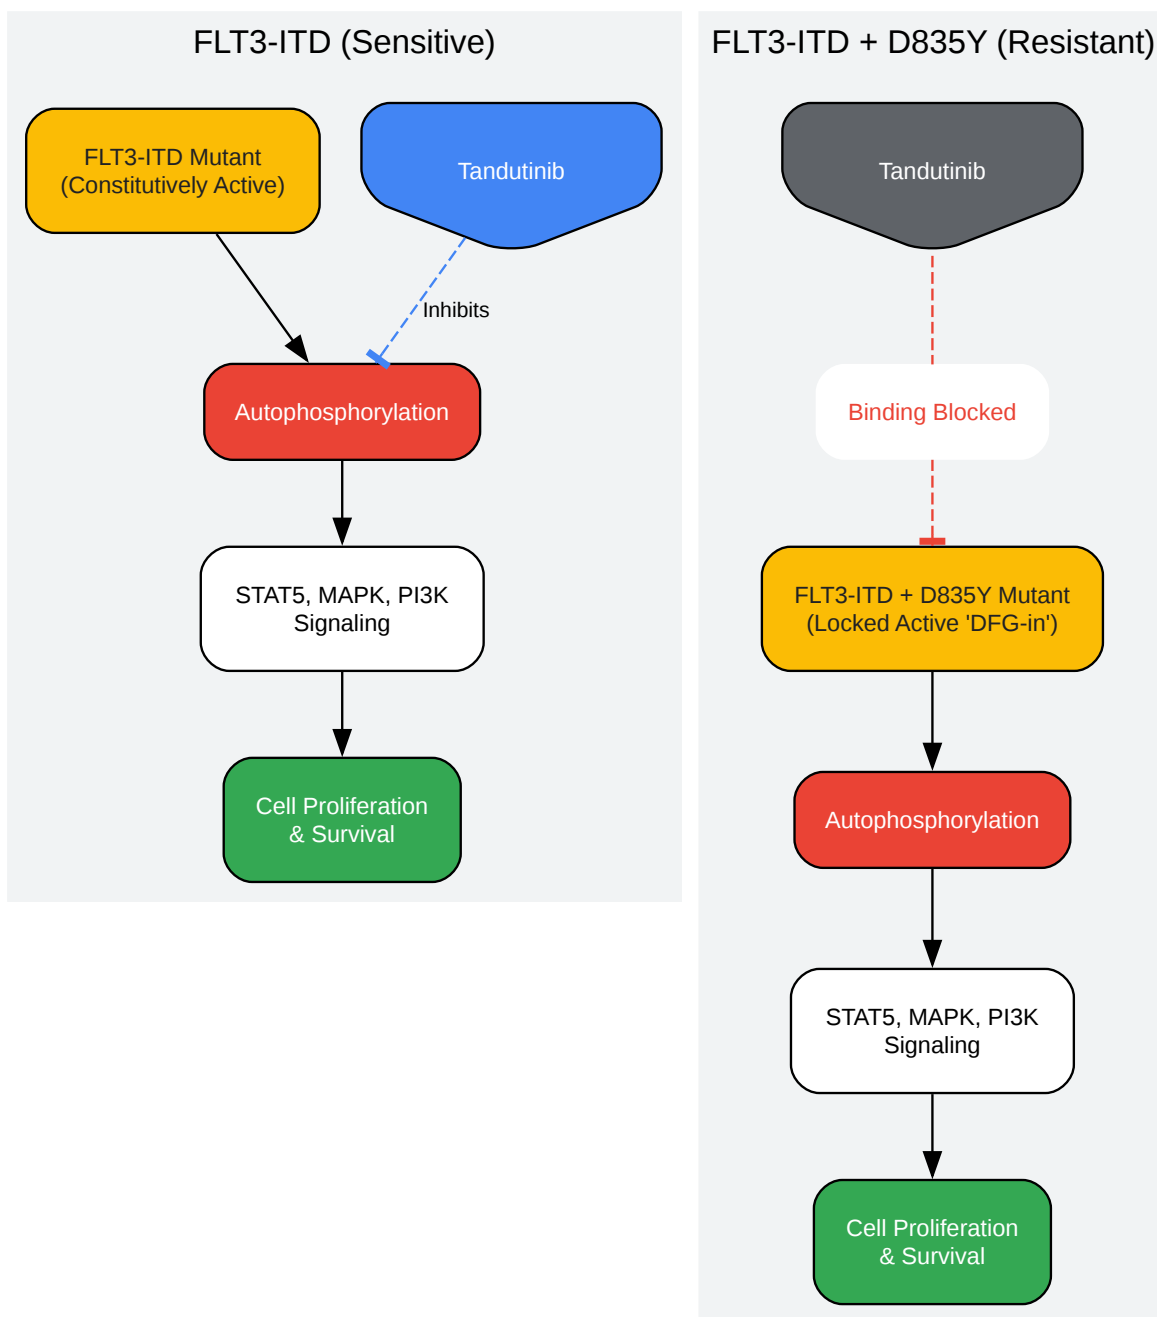 FLT3-ITD (Sensitive)
FLT3-ITD Mutant
(Constitutively Active)
Tandutinib
Inhibits
Autophosphorylation
STAT5, MAPK, PI3K
Signaling
Cell Proliferation
& Survival
FLT3-ITD + D835Y (Resistant)
Tandutinib
Binding Blocked
FLT3-ITD + D835Y Mutant
(Locked Active 'DFG-in')
Autophosphorylation
STAT5, MAPK, PI3K
Signaling
Cell Proliferation
& Survival